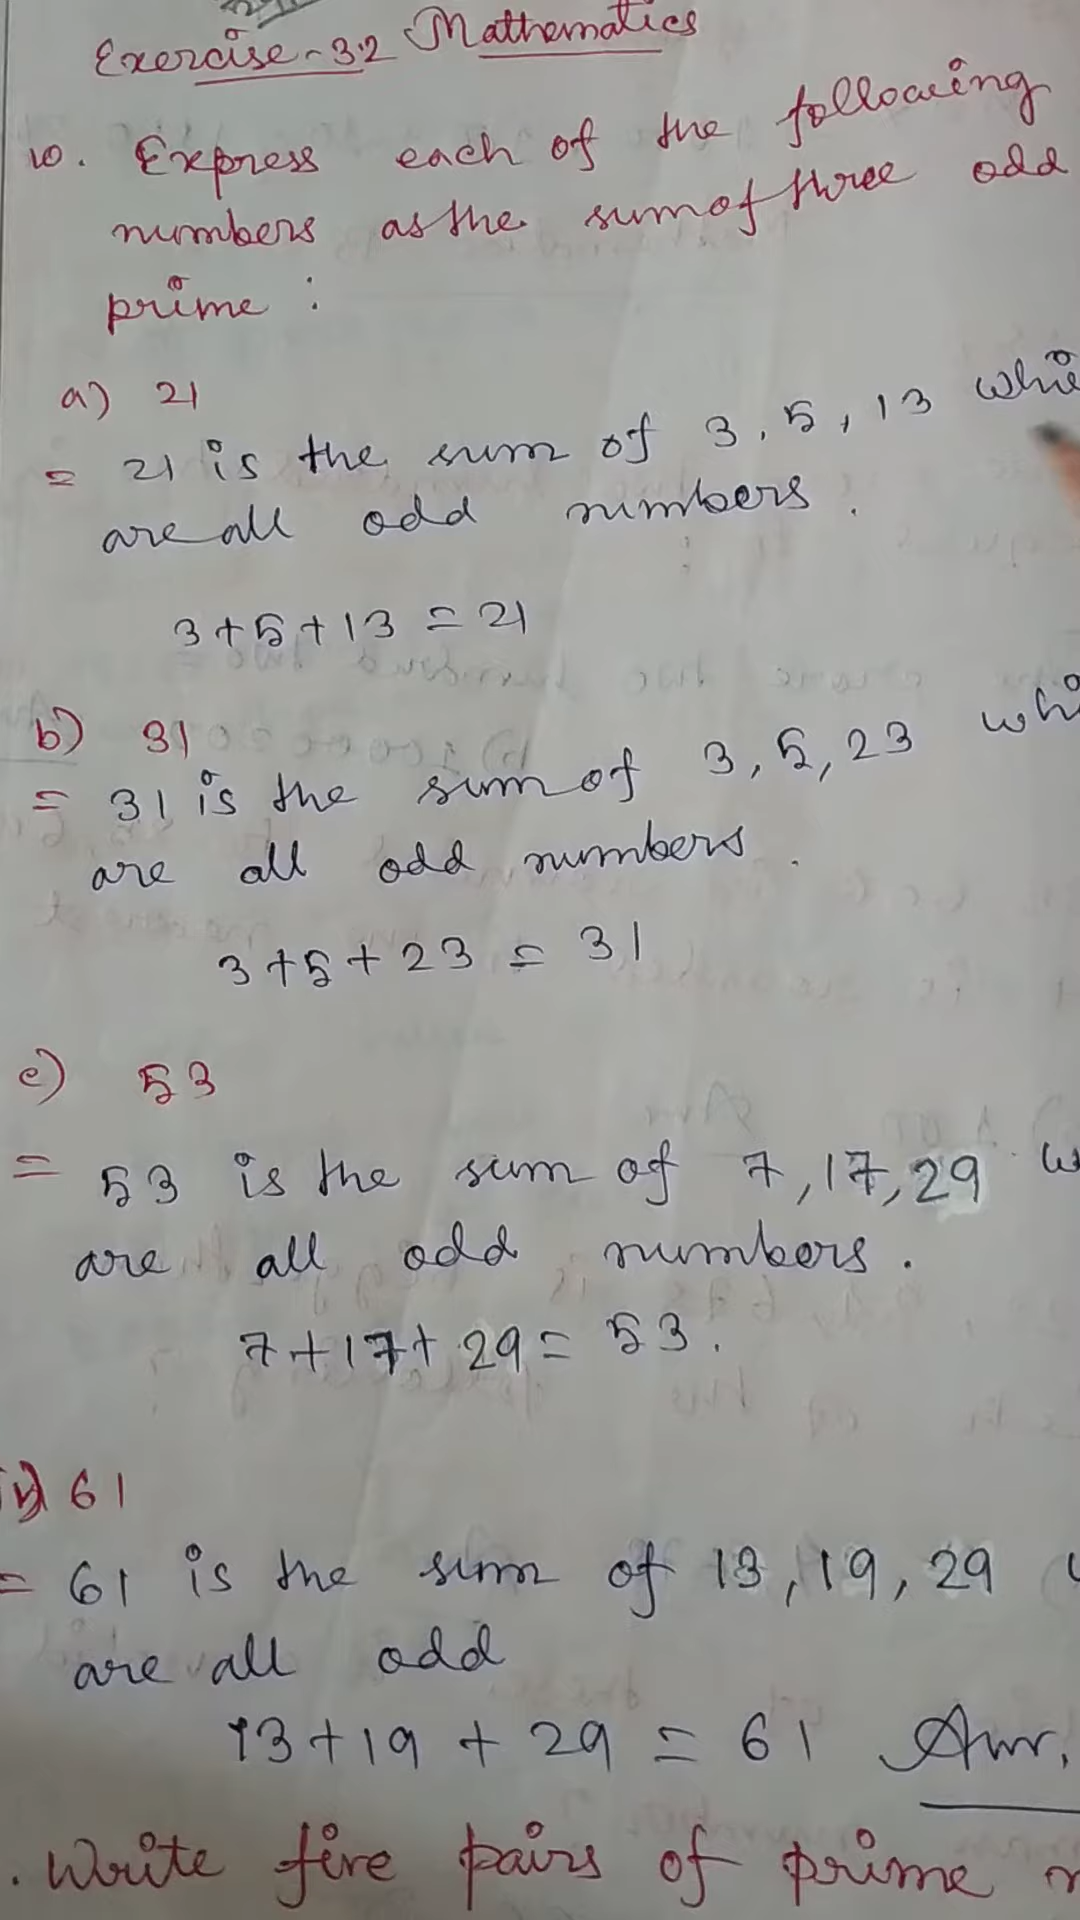 Exercise-3.2 Mathematics
10. Express each of the following
numbers as the sum of three odd
prime :
a) 21
= 21 is the sum of 3, 5, 13 whi
are all odd numbers.
3+5+13 = 21
b) 31
= 31 is the sum of 3, 5, 23 whi
are all odd numbers.
3+5+23 = 31
c) 53
= 53 is the sum of 7, 17, 29 w
are all odd numbers.
7+17+29 = 53.
61
= 61 is the sum of 13, 19, 29
are all odd
13+19+29 = 61 Ans.
. Write five pairs of prime